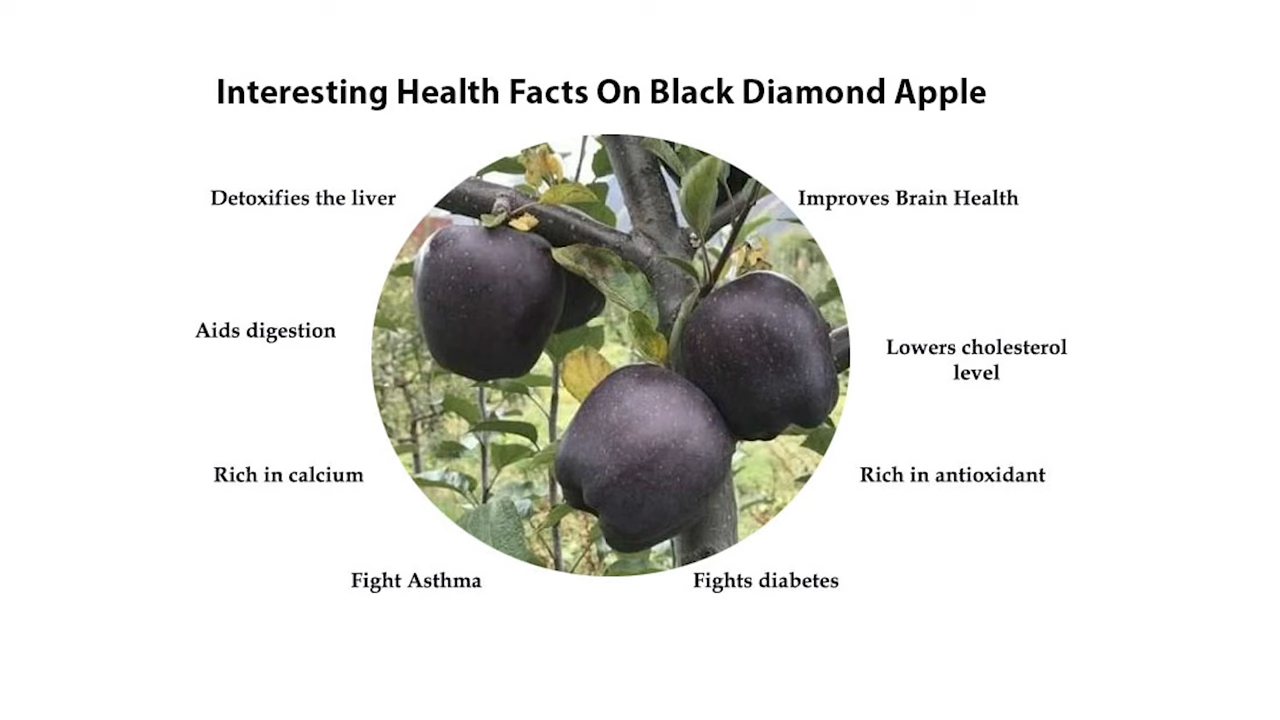 Interesting Health Facts On Black Diamond Apple
Detoxifies the liver
Improves Brain Health
Aids digestion
Lowers cholesterol
level
Rich in calcium
Rich in antioxidant
Fight Asthma
Fights diabetes